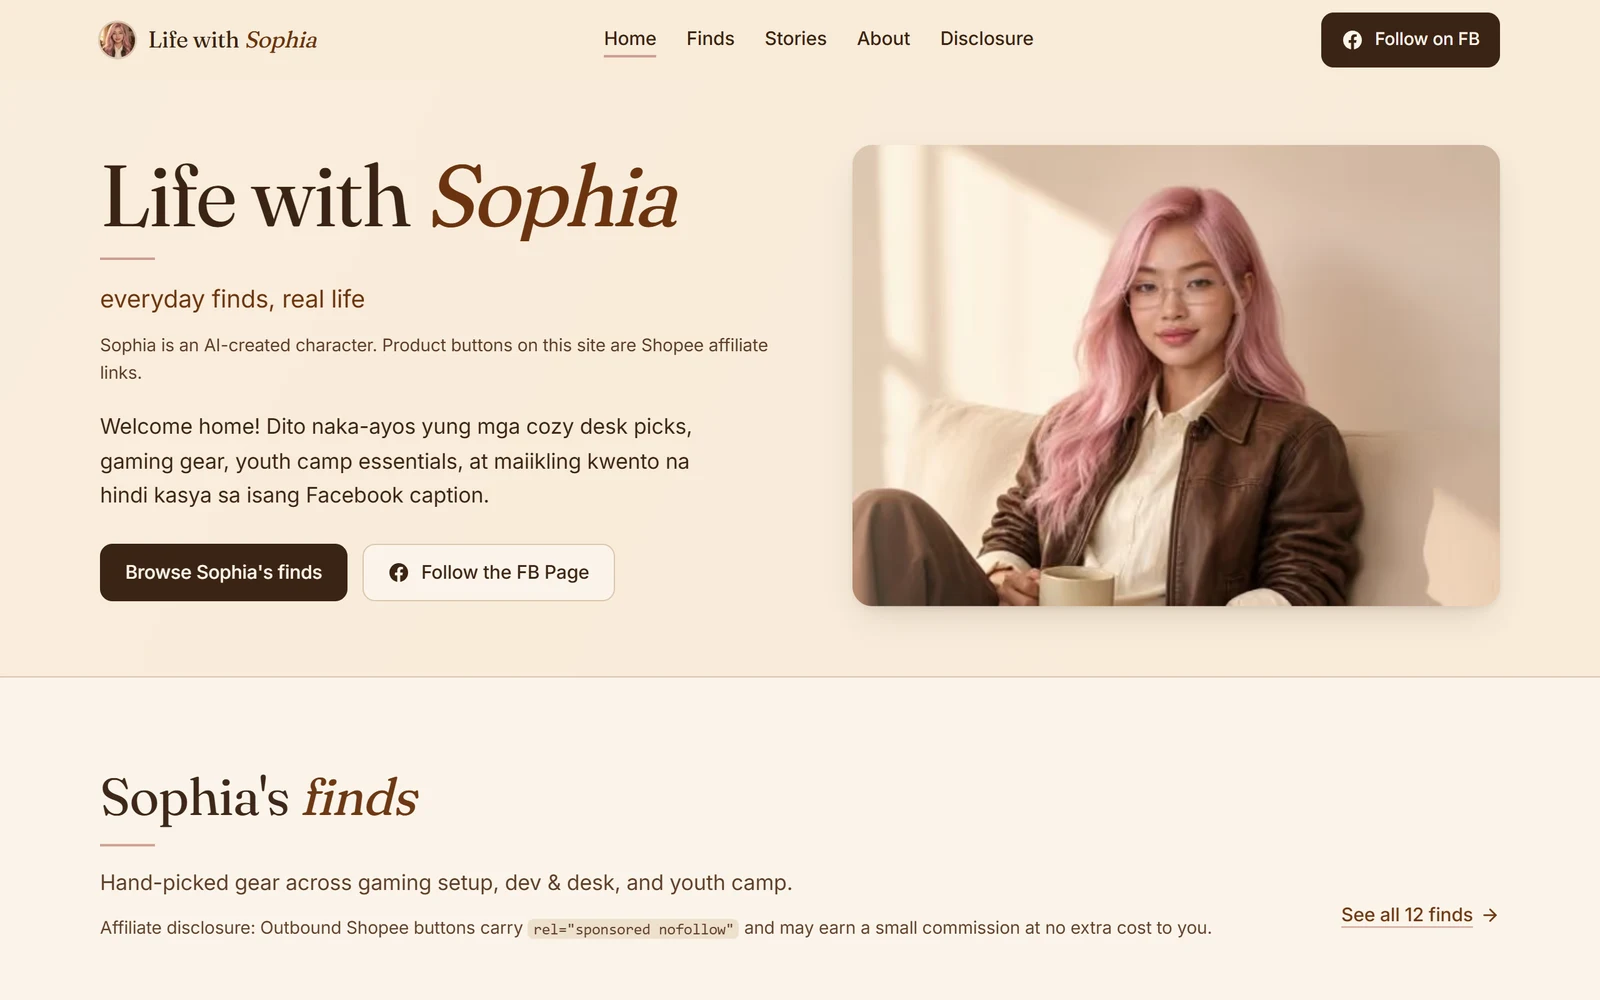 Life with Sophia
Home
Finds
Stories
About
Disclosure
Follow on FB
Life with Sophia
everyday finds, real life
Sophia is an AI-created character. Product buttons on this site are Shopee affiliate
links.
Welcome home! Dito naka-ayos yung mga cozy desk picks,
gaming gear, youth camp essentials, at maiikling kwento na
hindi kasya sa isang Facebook caption.
Browse Sophia's finds
Follow the FB Page
Sophia's finds
Hand-picked gear across gaming setup, dev & desk, and youth camp.
Affiliate disclosure: Outbound Shopee buttons carry rel="sponsored nofollow" and may earn a small commission at no extra cost to you.
See all 12 finds →